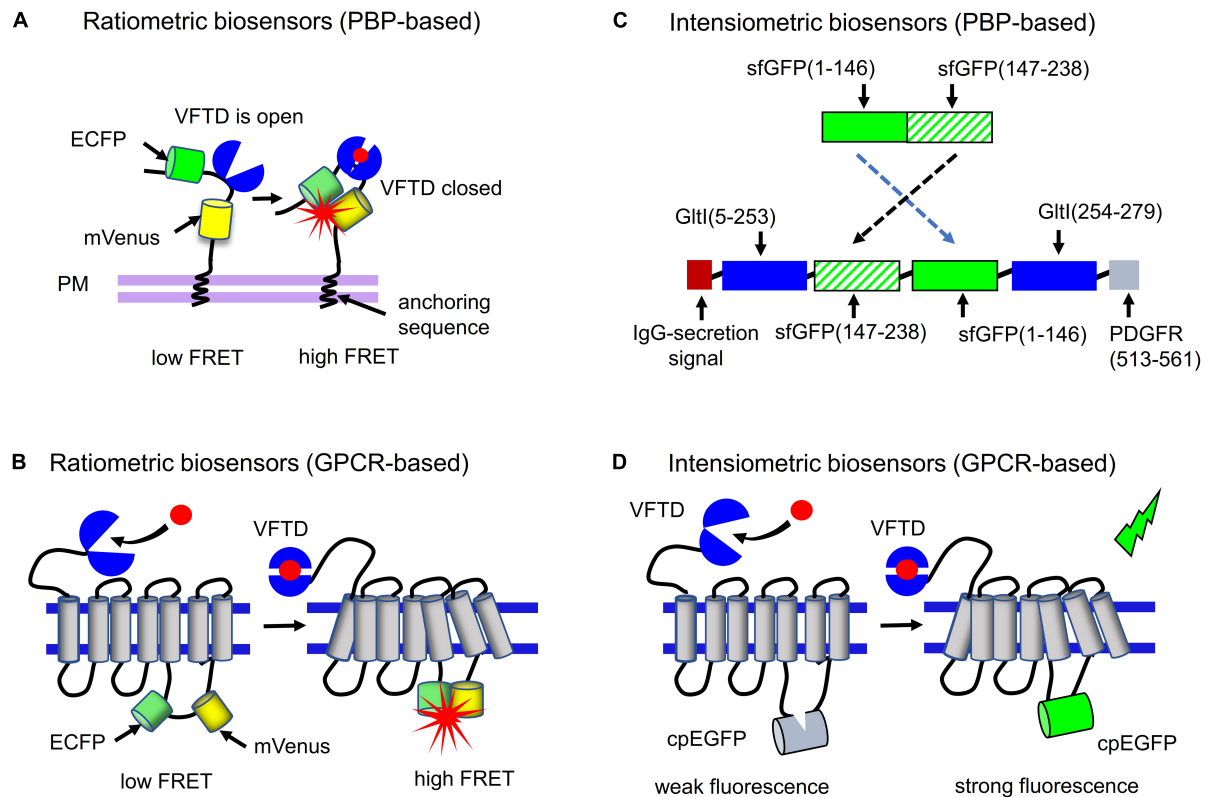 A
Ratiometric biosensors (PBP-based)
VFTD is open
ECFP
VFTD closed
mVenus
PM
anchoring
sequence
low FRET
high FRET
C
Intensiometric biosensors (PBP-based)
sfGFP(1-146)
sfGFP(147-238)
GltI(5-253)
GltI(254-279)
IgG-secretion
signal
sfGFP(147-238)
sfGFP(1-146)
PDGFR
(513-561)
B
Ratiometric biosensors (GPCR-based)
VFTD
ECFP
mVenus
low FRET
high FRET
D
Intensiometric biosensors (GPCR-based)
VFTD
VFTD
cpEGFP
cpEGFP
weak fluorescence
strong fluorescence